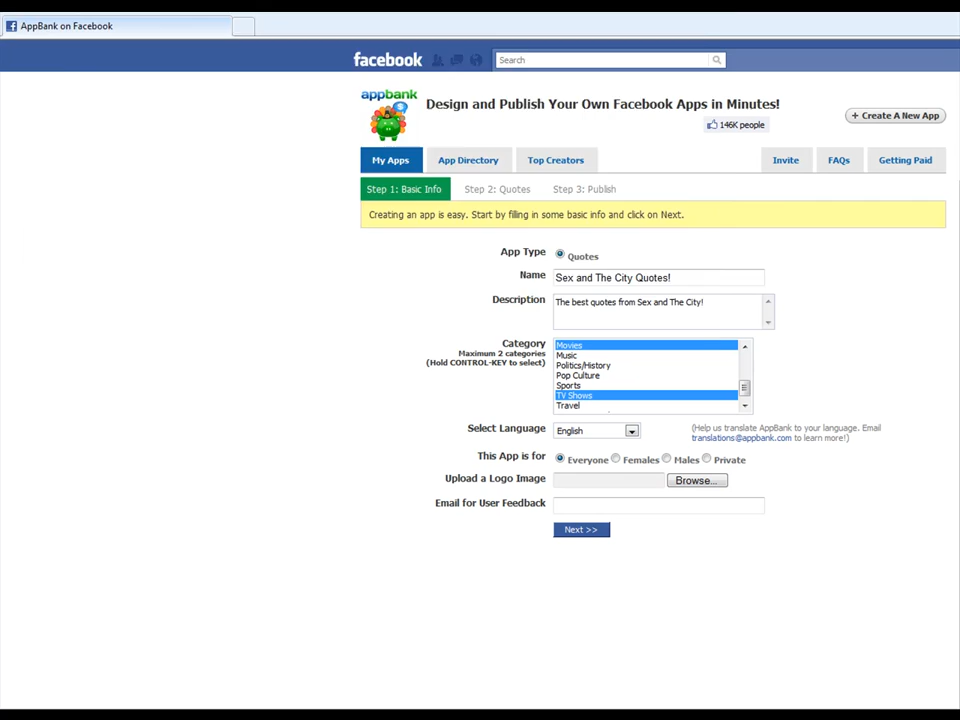 AppBank on Facebook
facebook
Search
appbank
Design and Publish Your Own Facebook Apps in Minutes!
146K people
+ Create A New App
My Apps
App Directory
Top Creators
Invite
FAQs
Getting Paid
Step 1: Basic Info
Step 2: Quotes
Step 3: Publish
Creating an app is easy. Start by filling in some basic info and click on Next.
App Type
Quotes
Name
Sex and The City Quotes!
Description
The best quotes from Sex and The City!
Category
Maximum 2 categories
(Hold CONTROL-KEY to select)
Movies
Music
Politics/History
Pop Culture
Sports
TV Shows
Travel
Select Language
English
(Help us translate AppBank to your language. Email
translations@appbank.com to learn more!)
This App is for
Everyone
Females
Males
Private
Upload a Logo Image
Browse...
Email for User Feedback
Next >>